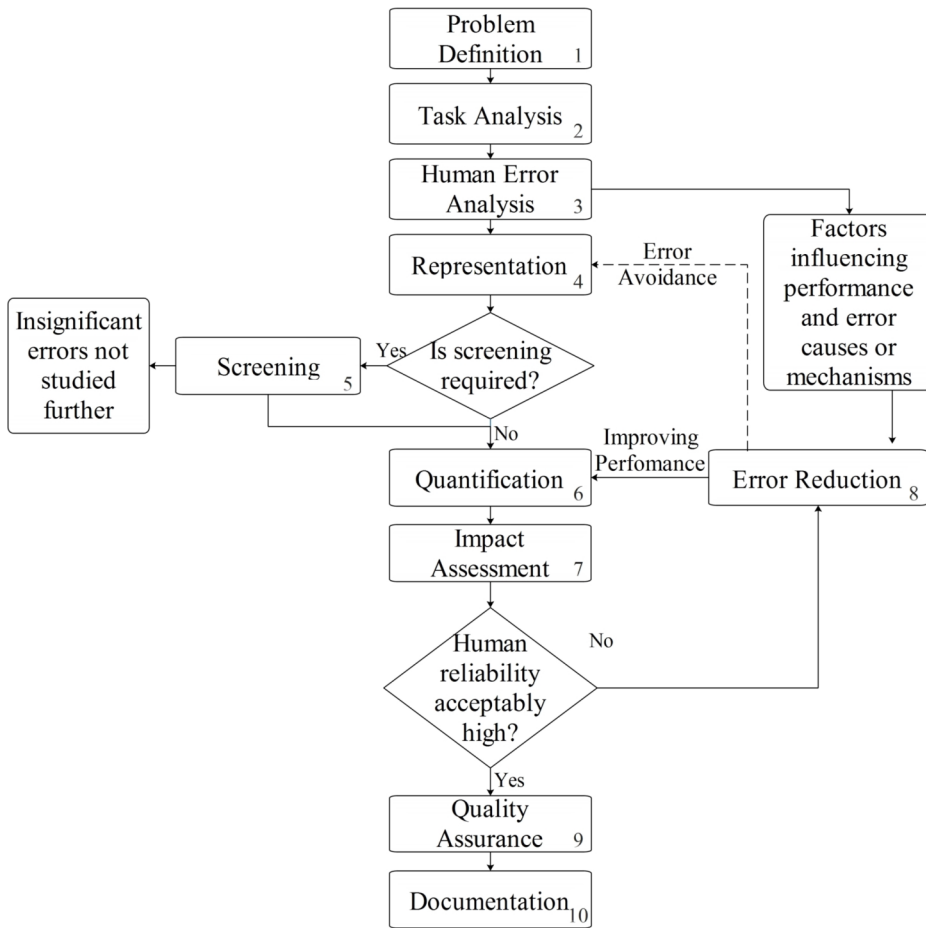 Problem
Definition
1
Task Analysis
2
Human Error
Analysis
3
Factors
influencing
performance
and error
causes or
mechanisms
Error
Avoidance
Representation
4
Insignificant
errors not
studied
further
Screening
5
Yes
Is screening
required?
No
Improving
Perfomance
Quantification
6
Error Reduction
8
Impact
Assessment
7
Human
reliability
acceptably
high?
No
Yes
Quality
Assurance
9
Documentation
10